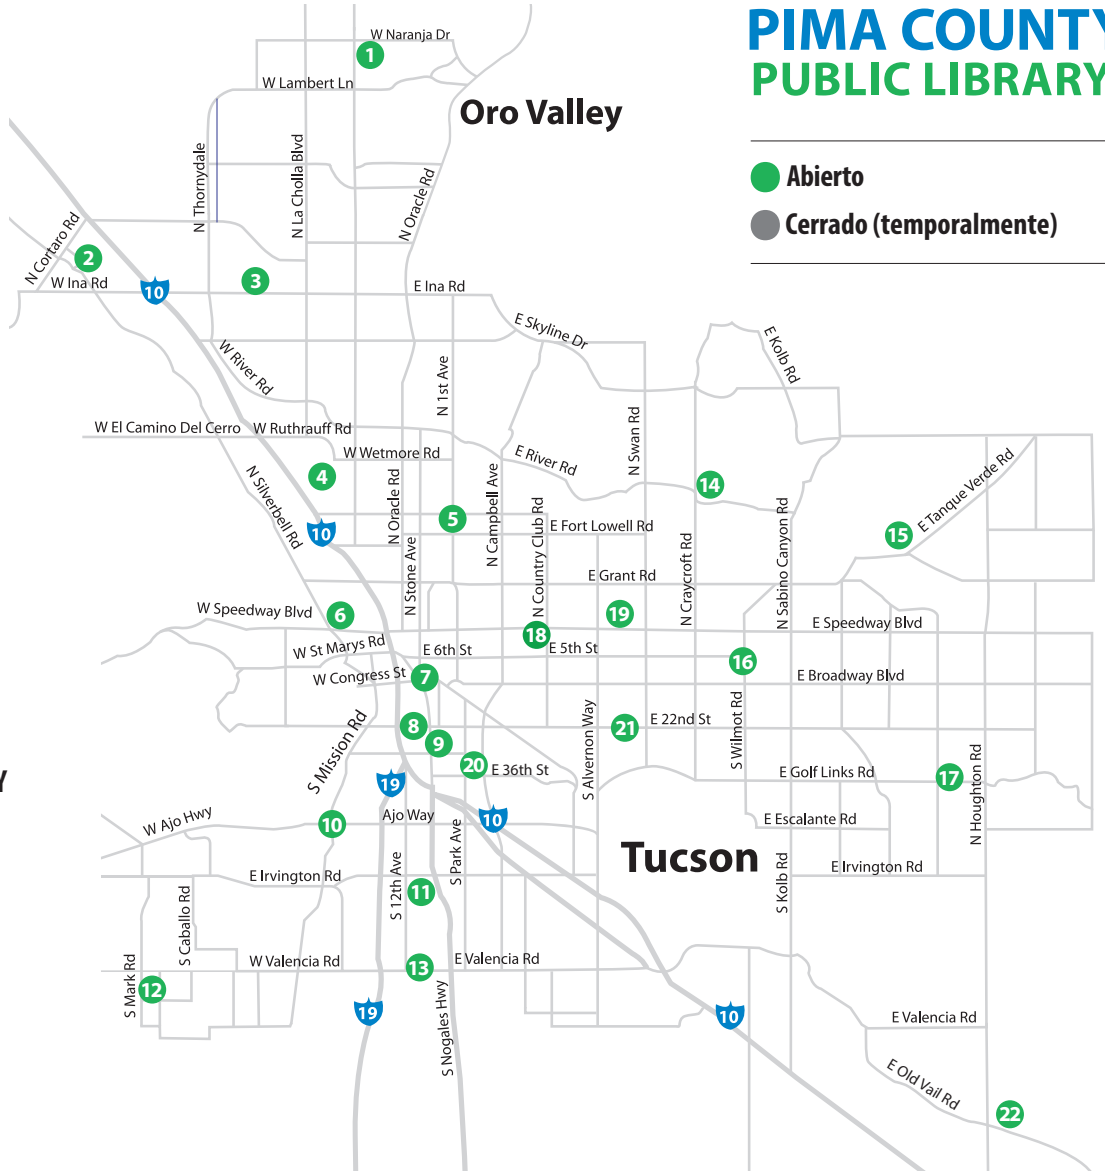 PIMA COUNTY
PUBLIC LIBRARY
Abierto
Cerrado (temporalmente)
W Naranja Dr
1
W Lambert Ln
Oro Valley
N Thornydale
N La Cholla Blvd
N Oracle Rd
N Cortaro Rd
2
W Ina Rd
10
3
E Ina Rd
E Skyline Dr
E Kolb Rd
W River Rd
N 1st Ave
W El Camino Del Cerro
W Ruthrauff Rd
W Wetmore Rd
E River Rd
N Swan Rd
4
N Silverbell Rd
N Oracle Rd
N Campbell Ave
14
E Tanque Verde Rd
10
5
N Country Club Rd
E Fort Lowell Rd
N Sabino Canyon Rd
15
N Stone Ave
E Grant Rd
N Craycroft Rd
W Speedway Blvd
6
19
E Speedway Blvd
18
W St Marys Rd
E 6th St
E 5th St
16
W Congress St
7
E Broadway Blvd
S Mission Rd
8
9
S Alvernon Way
21
E 22nd St
S Wilmot Rd
20
E 36th St
E Golf Links Rd
17
N Houghton Rd
19
Y
W Ajo Hwy
10
Ajo Way
10
E Escalante Rd
S Park Ave
Tucson
E Irvington Rd
E Irvington Rd
S 12th Ave
11
S Kolb Rd
S Caballo Rd
W Valencia Rd
13
E Valencia Rd
S Mark Rd
12
19
S Nogales Hwy
10
E Valencia Rd
E Old Vail Rd
22